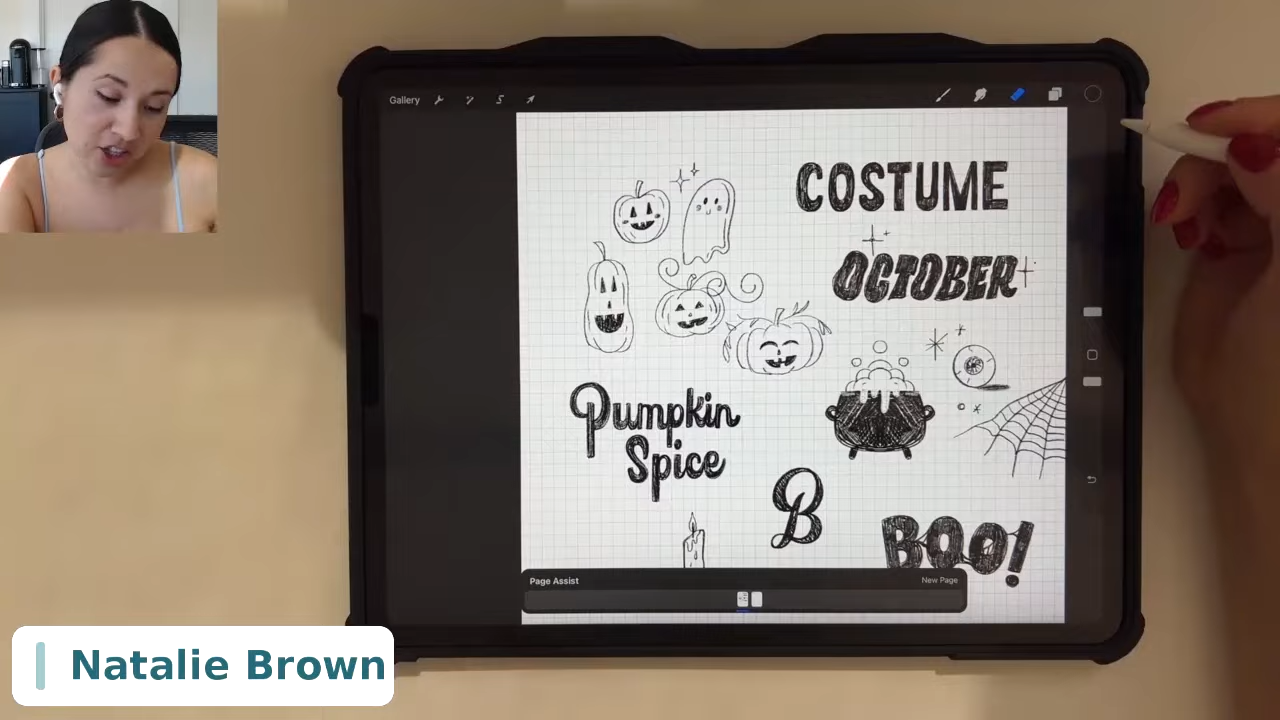 Gallery
COSTUME
OCTOBER
Pumpkin
Spice
B
BOO!
Page Assist
New Page
Natalie Brown